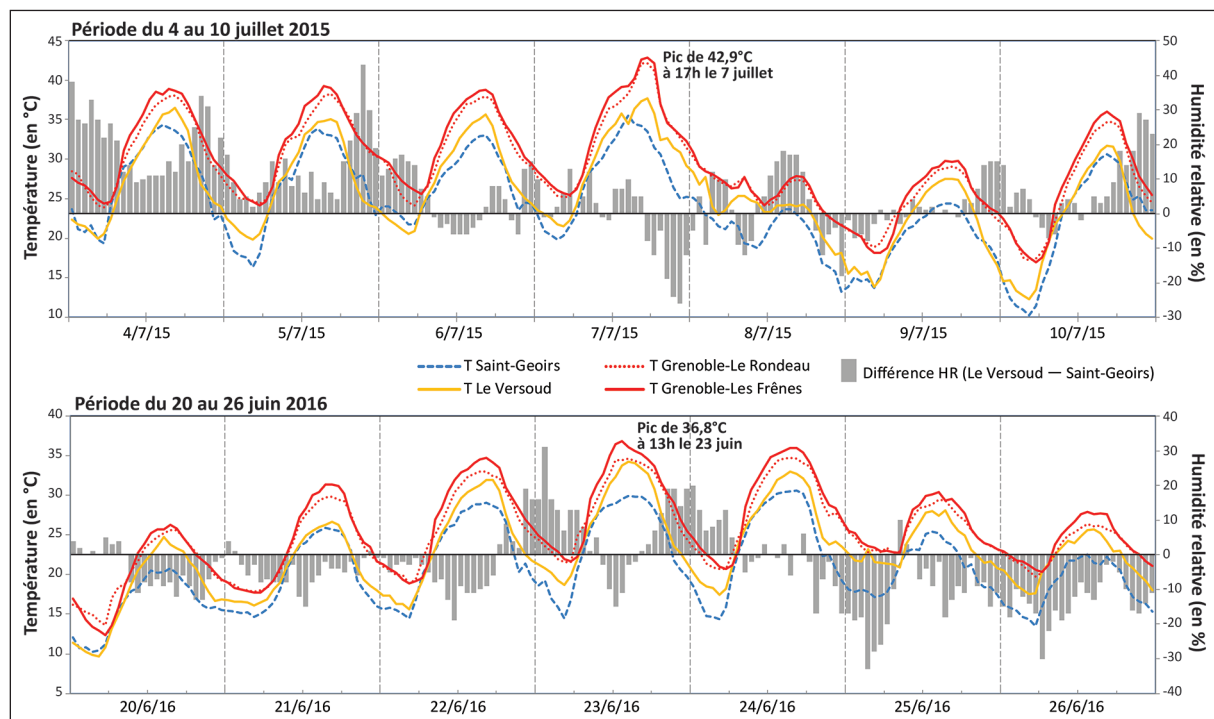 Période du 4 au 10 juillet 2015
Température (en °C)
45
40
35
30
25
20
15
10
Pic de 42,9°C
à 17h le 7 juillet
50
40
30
20
10
0
-10
-20
-30
Humidité relative (en %)
4/7/15 5/7/15 6/7/15 7/7/15 8/7/15 9/7/15 10/7/15
T Saint-Geoirs
T Grenoble-Le Rondeau
T Le Versoud
T Grenoble-Les Frênes
Différence HR (Le Versoud — Saint-Geoirs)
Période du 20 au 26 juin 2016
Température (en °C)
40
35
30
25
20
15
10
5
Pic de 36,8°C
à 13h le 23 juin
40
30
20
10
0
-10
-20
-30
-40
Humidité relative (en %)
20/6/16 21/6/16 22/6/16 23/6/16 24/6/16 25/6/16 26/6/16